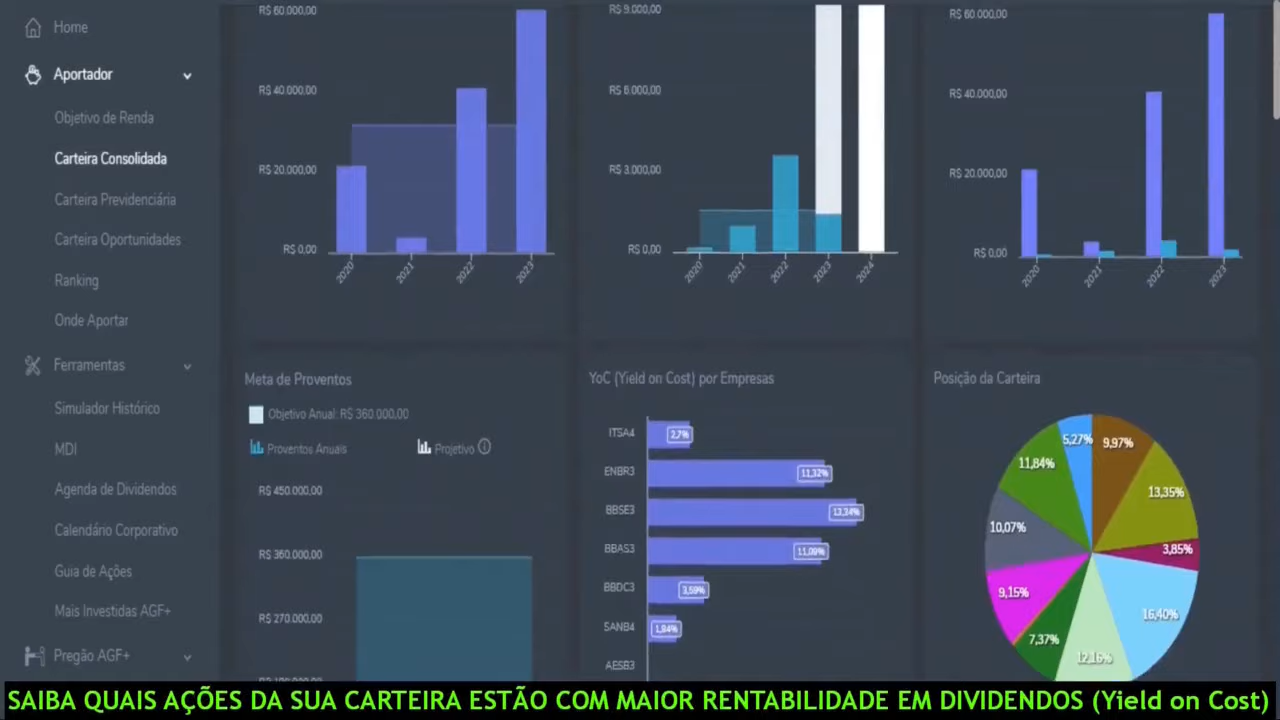 Home
Aportador
Objetivo de Renda
Carteira Consolidada
Carteira Previdenciária
Carteira Oportunidades
Ranking
Onde Aportar
Ferramentas
Simulador Histórico
MDI
Agenda de Dividendos
Calendário Corporativo
Guia de Ações
Mais Investidas AGF+
Pregão AGF+
R$ 60.000,00
R$ 40.000,00
R$ 20.000,00
R$ 0,00
2020
2021
2022
2023
R$ 9.000,00
R$ 6.000,00
R$ 3.000,00
R$ 0,00
2020
2021
2022
2023
2024
R$ 60.000,00
R$ 40.000,00
R$ 20.000,00
R$ 0,00
2020
2021
2022
2023
Meta de Proventos
Objetivo Anual: R$ 360.000,00
Proventos Anuais
Projetivo
R$ 450.000,00
R$ 360.000,00
R$ 270.000,00
YoC (Yield on Cost) por Empresas
ITSA4 2,7%
ENBR3 11,32%
BBSE3 13,34%
BBAS3 11,09%
BBDC3 3,59%
SANB4 1,84%
AESB3
Posição da Carteira
5,27%
9,97%
11,84%
13,35%
10,07%
3,85%
9,15%
16,40%
7,37%
12,16%
SAIBA QUAIS AÇÕES DA SUA CARTEIRA ESTÃO COM MAIOR RENTABILIDADE EM DIVIDENDOS (Yield on Cost)